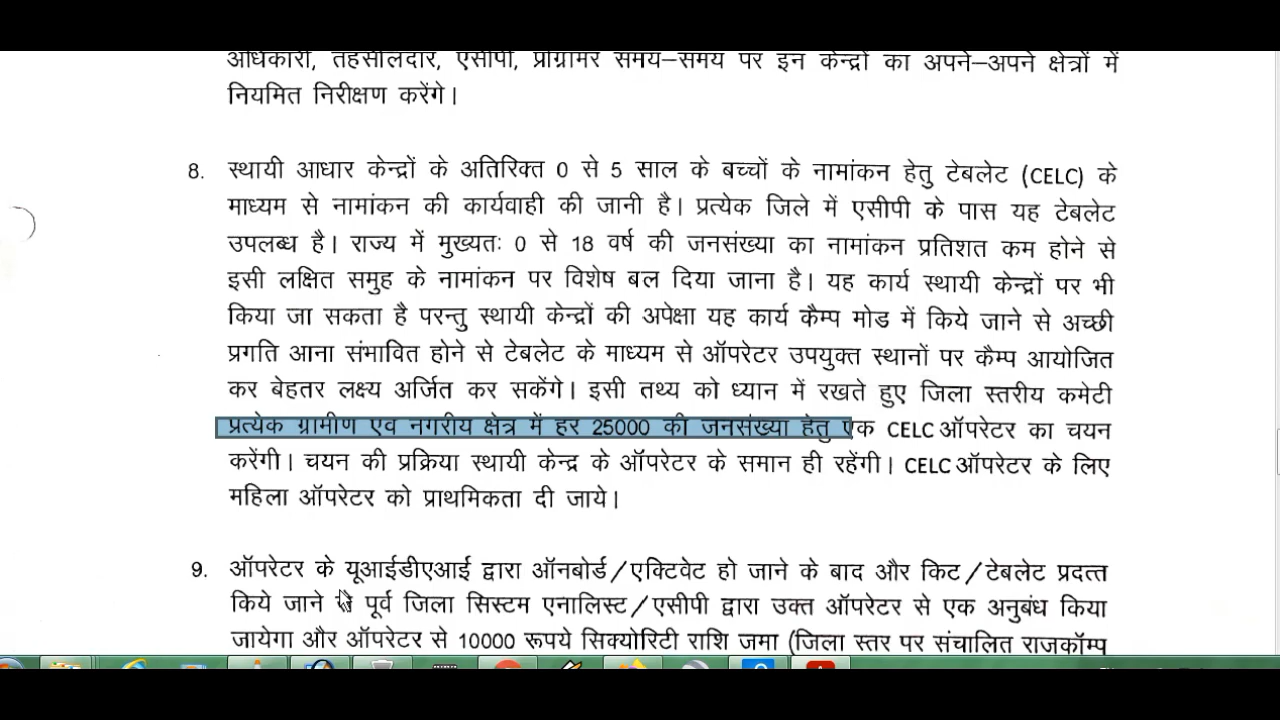 अधिकारी, तहसीलदार, एसीपी, प्रोग्रामर समय–समय पर इन केन्द्रों का अपने–अपने क्षेत्रों में
नियमित निरीक्षण करेंगे।
8. स्थायी आधार केन्द्रों के अतिरिक्त 0 से 5 साल के बच्चों के नामांकन हेतु टेबलेट (CELC) के
माध्यम से नामांकन की कार्यवाही की जानी है। प्रत्येक जिले में एसीपी के पास यह टेबलेट
उपलब्ध है। राज्य में मुख्यतः 0 से 18 वर्ष की जनसंख्या का नामांकन प्रतिशत कम होने से
इसी लक्षित समुह के नामांकन पर विशेष बल दिया जाना है। यह कार्य स्थायी केन्द्रों पर भी
किया जा सकता है परन्तु स्थायी केन्द्रों की अपेक्षा यह कार्य कैम्प मोड में किये जाने से अच्छी
प्रगति आना संभावित होने से टेबलेट के माध्यम से ऑपरेटर उपयुक्त स्थानों पर कैम्प आयोजित
कर बेहतर लक्ष्य अर्जित कर सकेंगे। इसी तथ्य को ध्यान में रखते हुए जिला स्तरीय कमेटी
प्रत्येक ग्रामीण एव नगरीय क्षेत्र में हर 25000 की जनसंख्या हेतु एक CELC ऑपरेटर का चयन
करेंगी। चयन की प्रक्रिया स्थायी केन्द्र के ऑपरेटर के समान ही रहेंगी। CELC ऑपरेटर के लिए
महिला ऑपरेटर को प्राथमिकता दी जाये।
9. ऑपरेटर के यूआईडीएआई द्वारा ऑनबोर्ड/एक्टिवेट हो जाने के बाद और किट/टेबलेट प्रदत्त
किये जाने से पूर्व जिला सिस्टम एनालिस्ट/एसीपी द्वारा उक्त ऑपरेटर से एक अनुबंध किया
जायेगा और ऑपरेटर से 10000 रूपये सिक्योरिटी राशि जमा (जिला स्तर पर संचालित राजकॉम्प